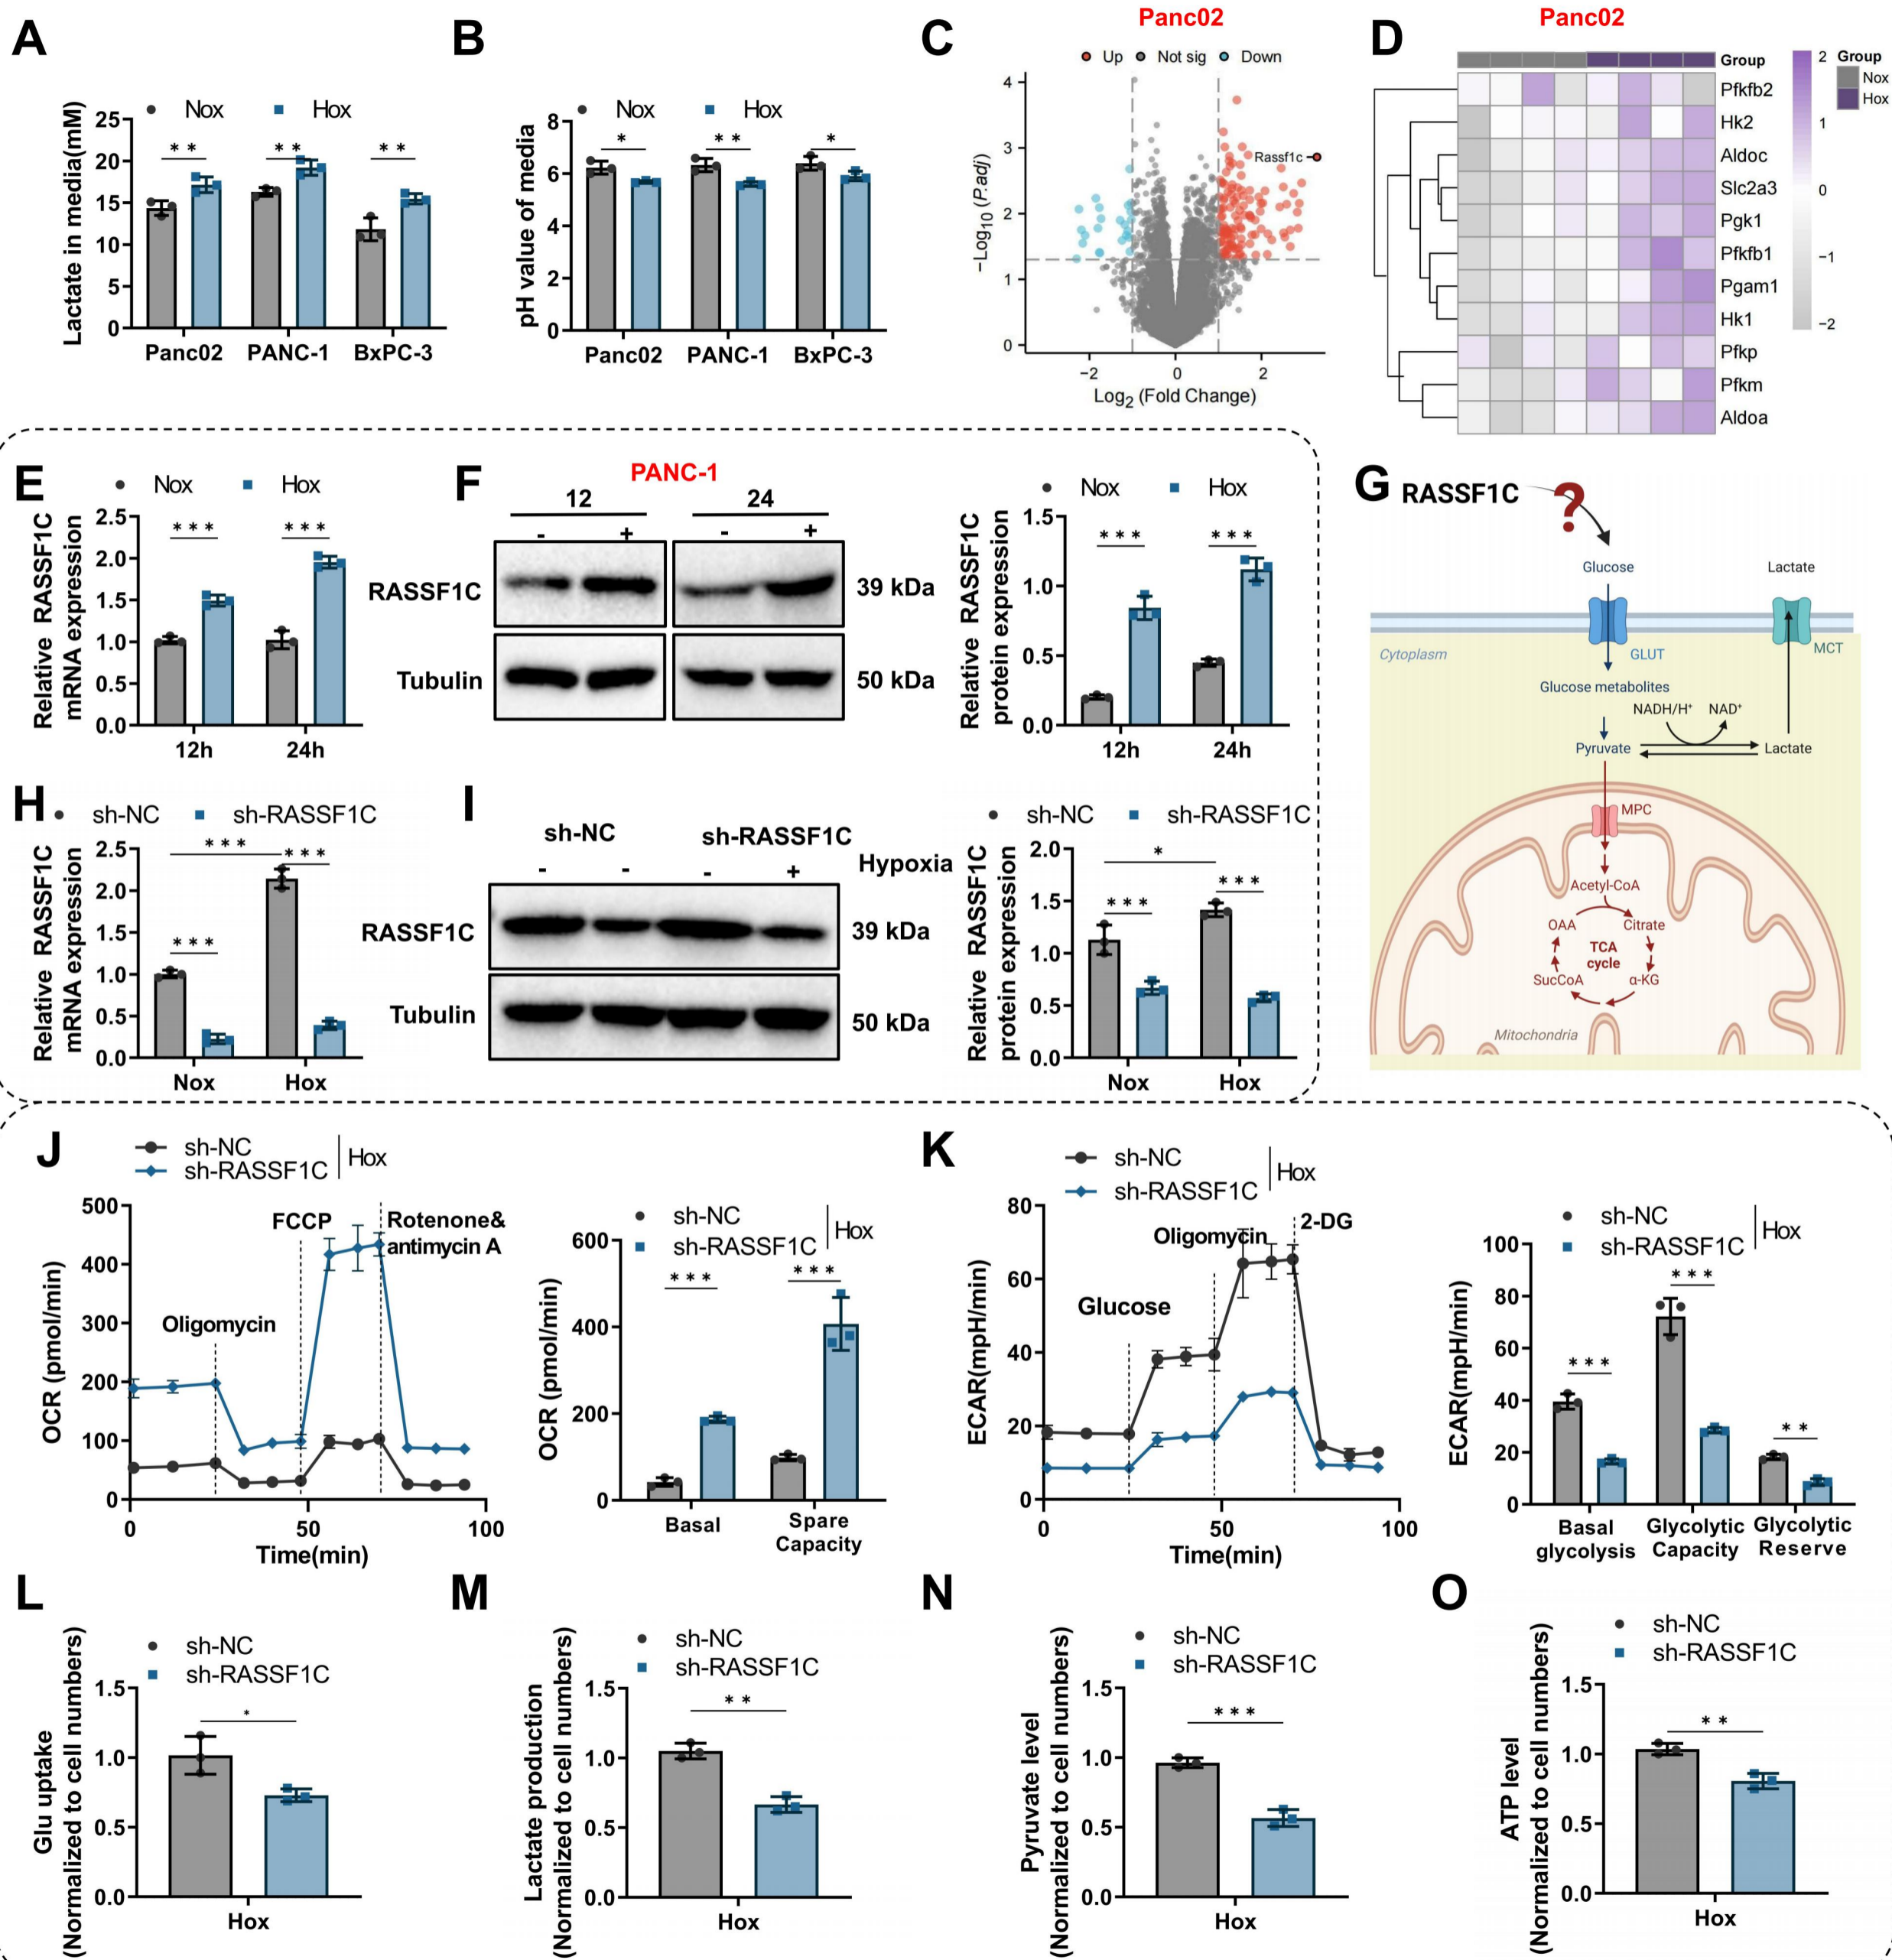 A
Nox Hox
Lactate in media(mM)
25
20
15
10
5
0
** ** **
Panc02 PANC-1 BxPC-3
B
Nox Hox
pH value of media
8
6
4
2
0
* ** *
Panc02 PANC-1 BxPC-3
C
Panc02
Up Not sig Down
−Log10 (P.adj)
4
3
2
1
0
Rassf1c
−2 0 2
Log2 (Fold Change)
D
Panc02
Group
Pfkfb2
Hk2
Aldoc
Slc2a3
Pgk1
Pfkfb1
Pgam1
Hk1
Pfkp
Pfkm
Aldoa
2
1
0
−1
−2
Group
Nox
Hox
E
Nox Hox
Relative RASSF1C
mRNA expression
2.5
2.0
1.5
1.0
0.5
0.0
*** ***
12h 24h
F
PANC-1
12 24
- + - +
RASSF1C
39 kDa
Tubulin
50 kDa
Nox Hox
Relative RASSF1C
protein expression
1.5
1.0
0.5
0.0
*** ***
12h 24h
G
RASSF1C
?
Glucose
Lactate
Cytoplasm
GLUT
MCT
Glucose metabolites
NADH/H+ NAD+
Pyruvate
Lactate
MPC
Acetyl-CoA
OAA
Citrate
TCA
cycle
SucCoA
α-KG
Mitochondria
H
sh-NC sh-RASSF1C
Relative RASSF1C
mRNA expression
2.5
2.0
1.5
1.0
0.5
0.0
*** *** ***
Nox Hox
I
sh-NC sh-RASSF1C
- - - + Hypoxia
RASSF1C
39 kDa
Tubulin
50 kDa
sh-NC sh-RASSF1C
Relative RASSF1C
protein expression
2.0
1.5
1.0
0.5
0.0
*** * ***
Nox Hox
J
sh-NC
sh-RASSF1C
Hox
OCR (pmol/min)
500
400
300
200
100
0
Oligomycin
FCCP
Rotenone&
antimycin A
0 50 100
Time(min)
sh-NC
sh-RASSF1C
Hox
OCR (pmol/min)
600
400
200
0
*** ***
Basal
Spare
Capacity
K
sh-NC
sh-RASSF1C
Hox
ECAR(mpH/min)
80
60
40
20
0
Glucose
Oligomycin
2-DG
0 50 100
Time(min)
sh-NC
sh-RASSF1C
Hox
ECAR(mpH/min)
100
80
60
40
20
0
*** *** **
Basal
glycolysis
Glycolytic
Capacity
Glycolytic
Reserve
L
sh-NC
sh-RASSF1C
Glu uptake
(Normalized to cell numbers)
1.5
1.0
0.5
0.0
*
Hox
M
sh-NC
sh-RASSF1C
Lactate production
(Normalized to cell numbers)
1.5
1.0
0.5
0.0
**
Hox
N
sh-NC
sh-RASSF1C
Pyruvate level
(Normalized to cell numbers)
1.5
1.0
0.5
0.0
***
Hox
O
sh-NC
sh-RASSF1C
ATP level
(Normalized to cell numbers)
1.5
1.0
0.5
0.0
**
Hox